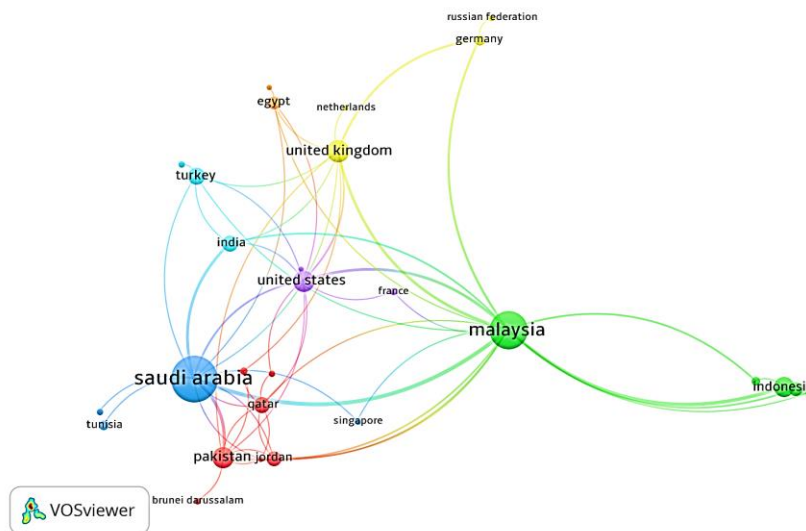 russian federation
germany
egypt
netherlands
united kingdom
turkey
india
united states
france
malaysia
saudi arabia
indonesi
qatar
singapore
tunisia
pakistan
jordan
brunei darussalam
VOSviewer